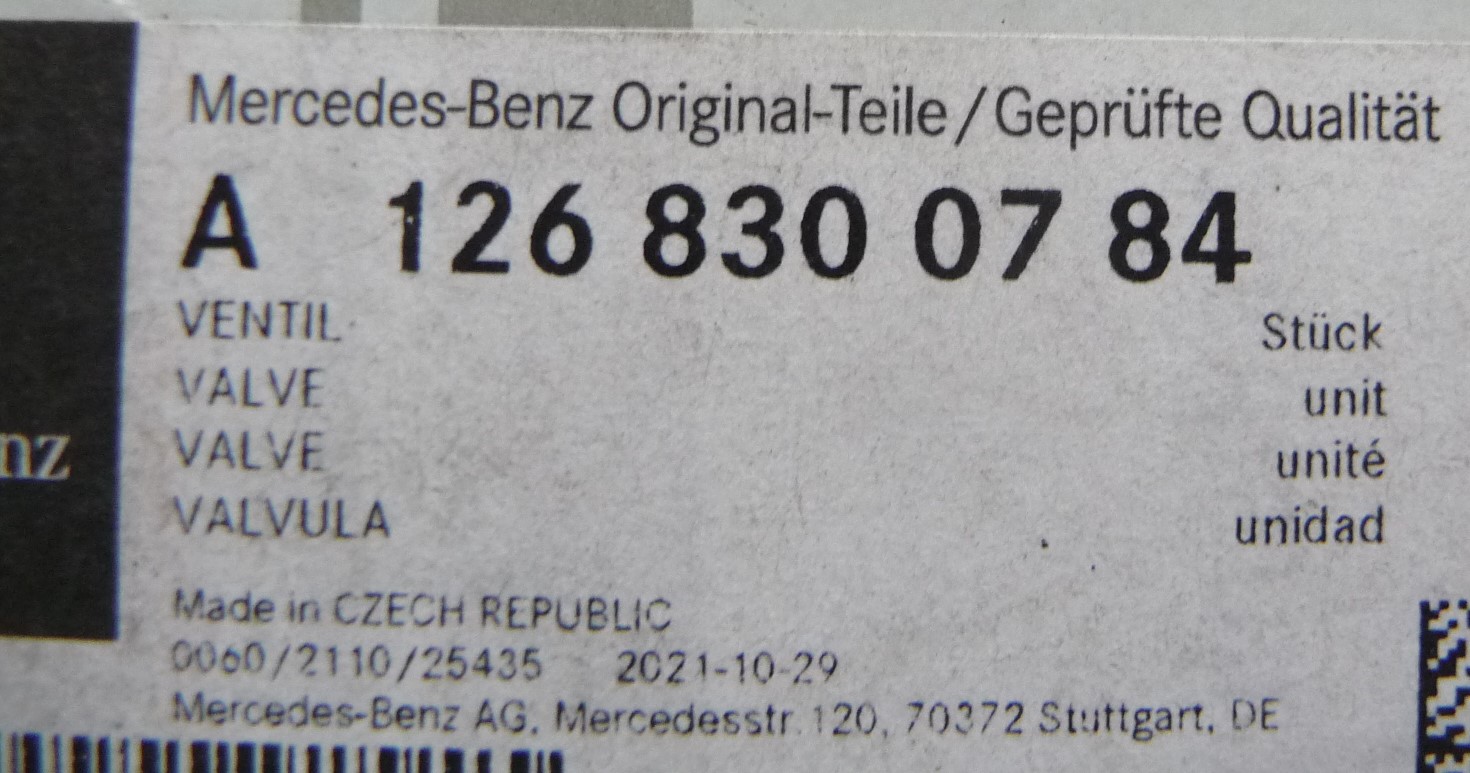 Mercedes-Benz Original-Teile/Geprüfte Qualität
A 126 830 07 84
VENTIL Stück
VALVE unit
VALVE unité
nz
VALVULA unidad
Made in CZECH REPUBLIC
0060/2110/25435 2021-10-29
Mercedes-Benz AG, Mercedesstr. 120, 70372 Stuttgart, DE